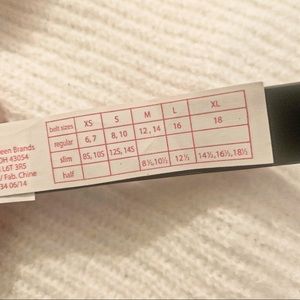 belt sizes XS S M L XL
regular 6, 7 8, 10 12, 14 16 18
slim 8S, 10S 12S, 14S
half 8½,10½ 12½ 14½,16½,18½
een Brands
OH 43054
L6T 3R5
/ Fab. Chine
34 06/14